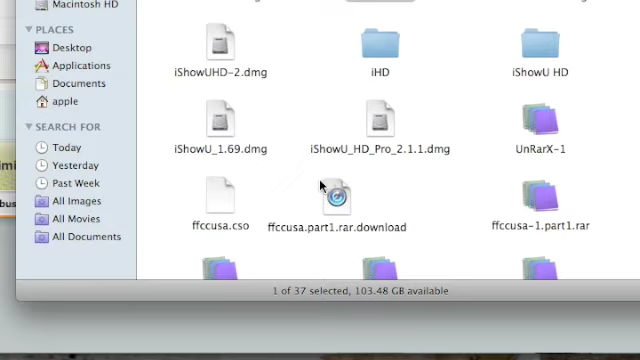 Macintosh HD
PLACES
Desktop
Applications
Documents
apple
SEARCH FOR
Today
Yesterday
Past Week
All Images
All Movies
All Documents
iShowUHD-2.dmg
iHD
iShowU HD
iShowU_1.69.dmg
iShowU_HD_Pro_2.1.1.dmg
UnRarX-1
ffccusa.cso
ffccusa.part1.rar.download
ffccusa-1.part1.rar
1 of 37 selected, 103.48 GB available